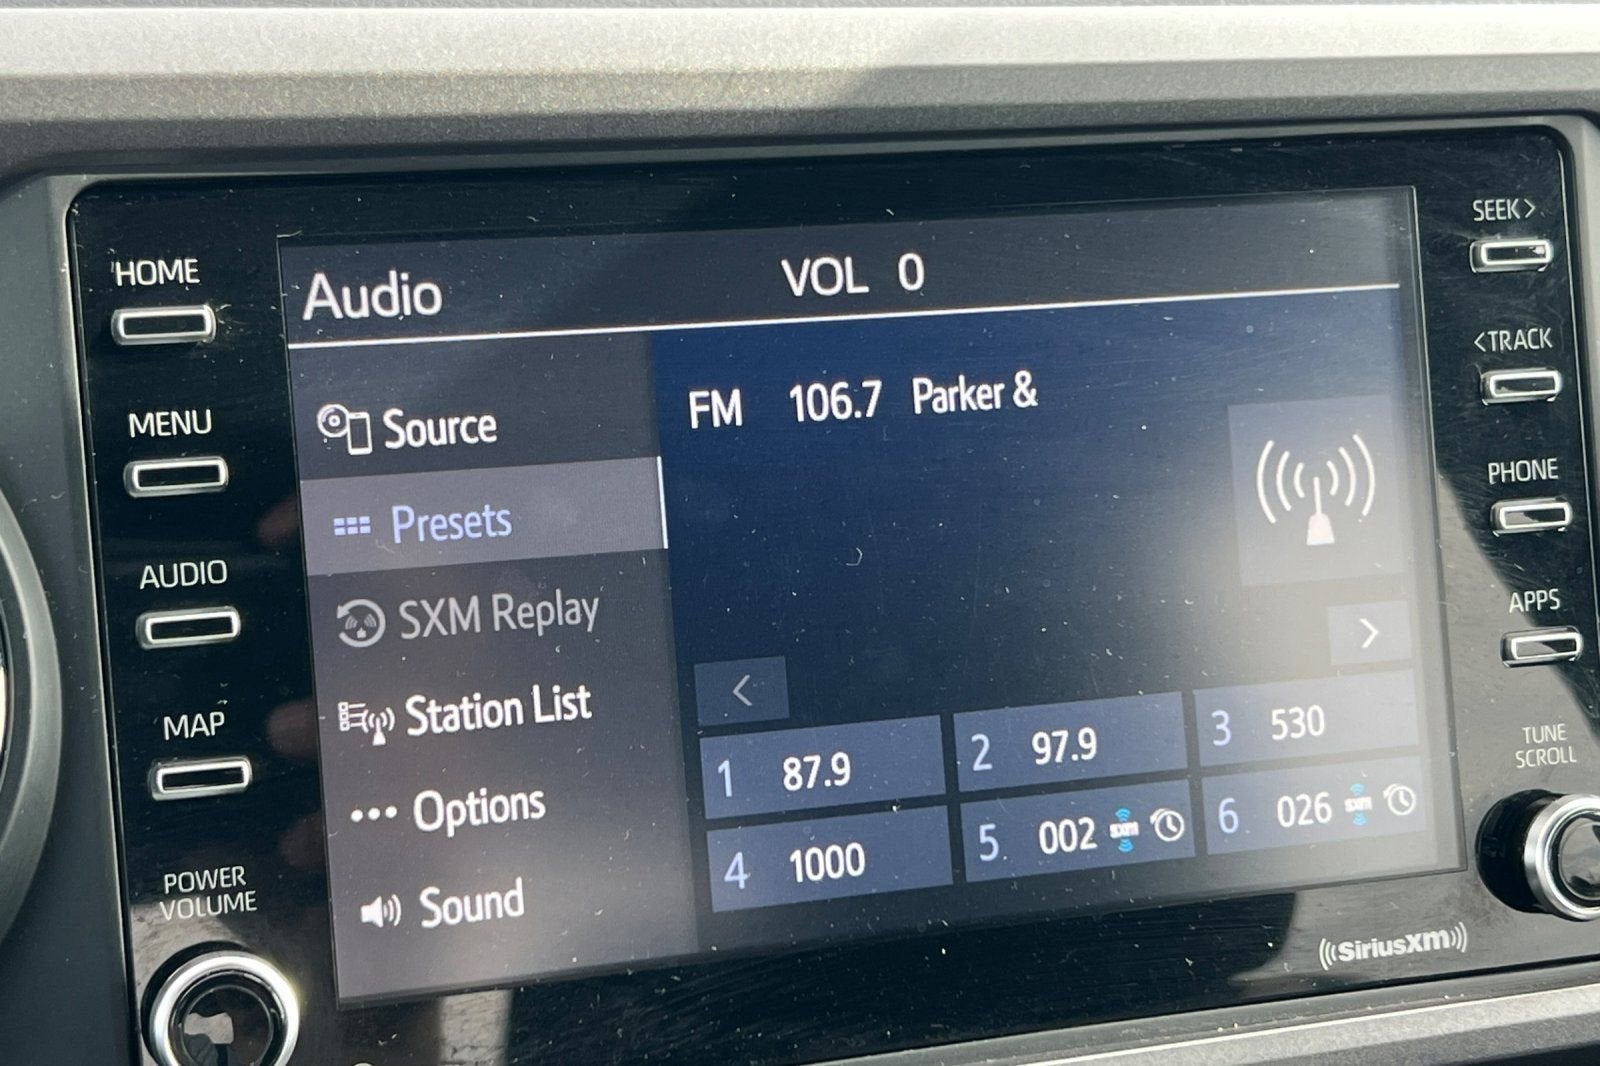 HOME
MENU
AUDIO
MAP
POWER
VOLUME
Audio VOL 0
Source
Presets
SXM Replay
Station List
Options
Sound
FM 106.7 Parker &
<
>
1 87.9
2 97.9
3 530
4 1000
5 002 sxm
6 026 sxm
SEEK>
<TRACK
PHONE
APPS
TUNE
SCROLL
SiriusXM